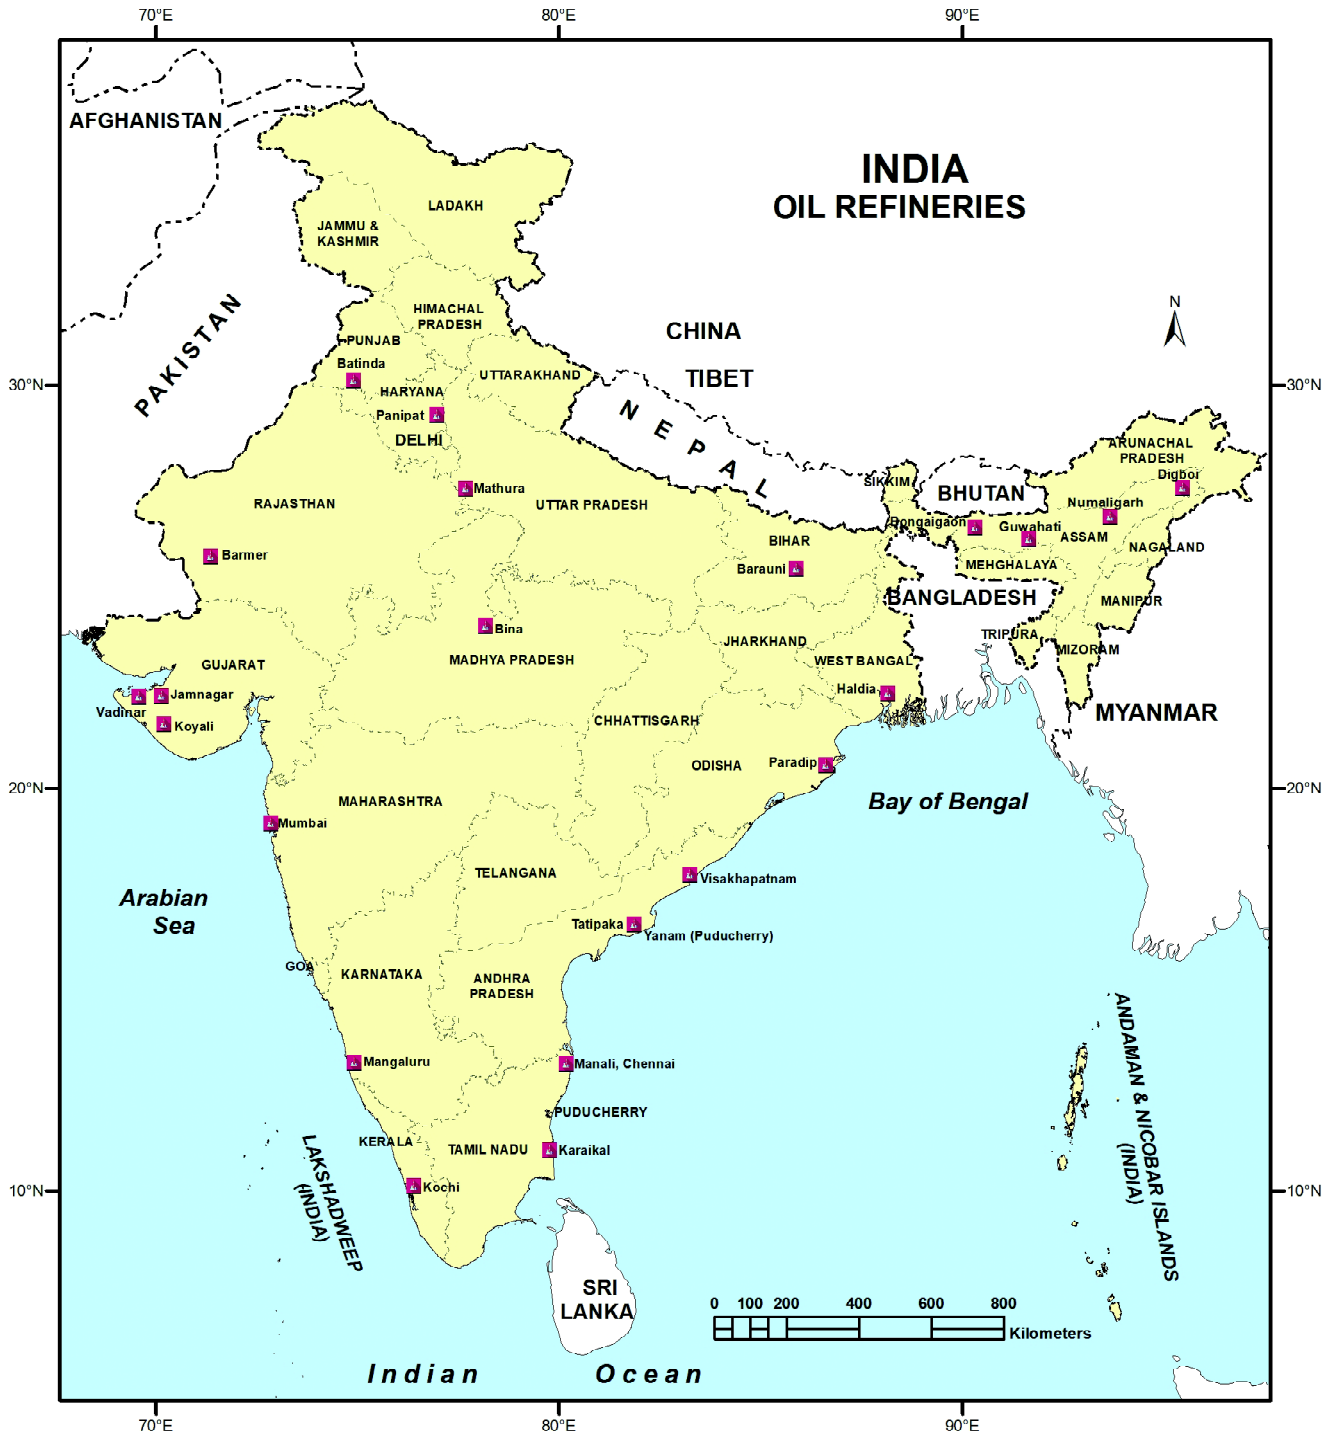 70°E
80°E
90°E
AFGHANISTAN
INDIA
OIL REFINERIES
LADAKH
JAMMU &
KASHMIR
N
HIMACHAL
PRADESH
PAKISTAN
CHINA
PUNJAB
Batinda
TIBET
UTTARAKHAND
30°N
30°N
HARYANA
Panipat
NEPAL
DELHI
ARUNACHAL
PRADESH
Digboi
SIKKIM
Mathura
BHUTAN
RAJASTHAN
UTTAR PRADESH
Numaligarh
Bongaigaon
Guwahati
ASSAM
BIHAR
NAGALAND
Barmer
MEHGHALAYA
Barauni
BANGLADESH
MANIPUR
Bina
TRIPURA
JHARKHAND
MIZORAM
MADHYA PRADESH
WEST BANGAL
GUJARAT
Haldia
Jamnagar
Vadinar
MYANMAR
CHHATTISGARH
Koyali
Paradip
ODISHA
20°N
20°N
MAHARASHTRA
Bay of Bengal
Mumbai
TELANGANA
Visakhapatnam
Arabian
Sea
Tatipaka
Yanam (Puducherry)
GOA
KARNATAKA
ANDHRA
PRADESH
Mangaluru
Manali, Chennai
ANDAMAN & NICOBAR ISLANDS
(INDIA)
PUDUCHERRY
KERALA
TAMIL NADU
Karaikal
LAKSHADWEEP
(INDIA)
10°N
10°N
Kochi
SRI
LANKA
0 100 200 400 600 800
Kilometers
Indian Ocean
70°E
80°E
90°E